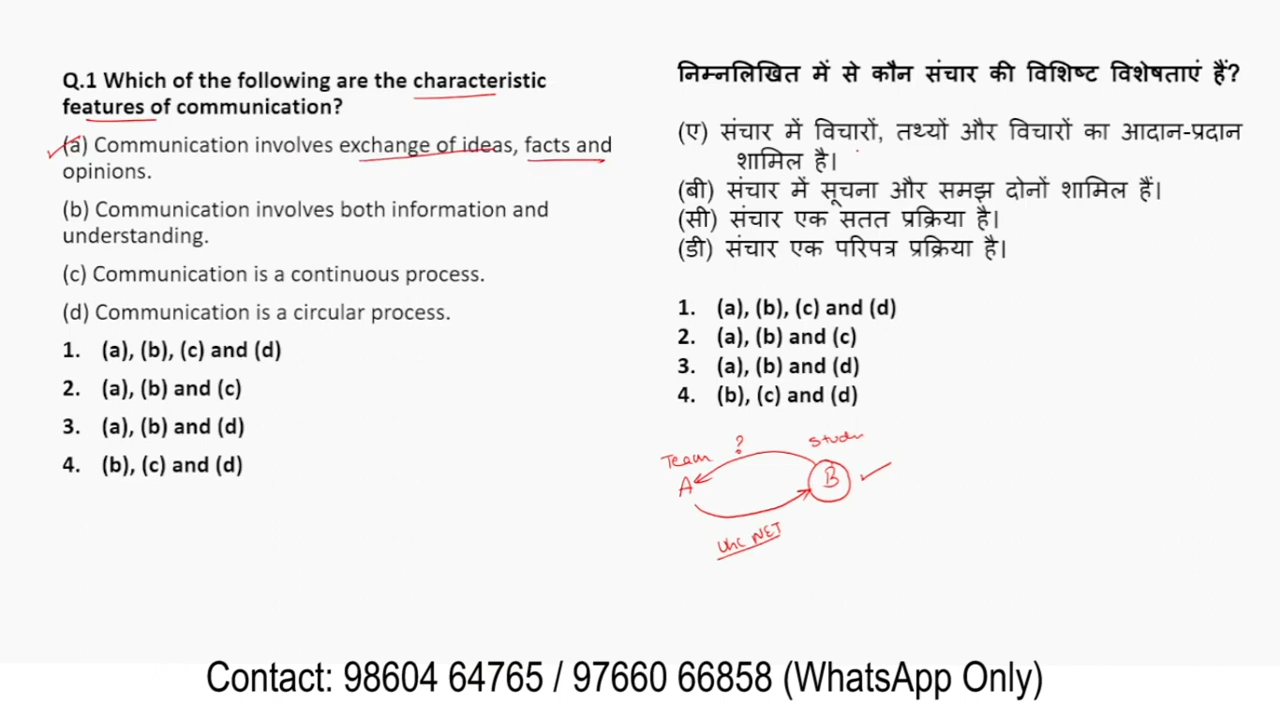 Q.1 Which of the following are the characteristic
features of communication?
(a) Communication involves exchange of ideas, facts and
opinions.
(b) Communication involves both information and
understanding.
(c) Communication is a continuous process.
(d) Communication is a circular process.
1. (a), (b), (c) and (d)
2. (a), (b) and (c)
3. (a), (b) and (d)
4. (b), (c) and (d)
निम्नलिखित में से कौन संचार की विशिष्ट विशेषताएं हैं?
(ए) संचार में विचारों, तथ्यों और विचारों का आदान-प्रदान
शामिल है।
(बी) संचार में सूचना और समझ दोनों शामिल हैं।
(सी) संचार एक सतत प्रक्रिया है।
(डी) संचार एक परिपत्र प्रक्रिया है।
1. (a), (b), (c) and (d)
2. (a), (b) and (c)
3. (a), (b) and (d)
4. (b), (c) and (d)
?
A
B
NET
Contact: 98604 64765 / 97660 66858 (WhatsApp Only)